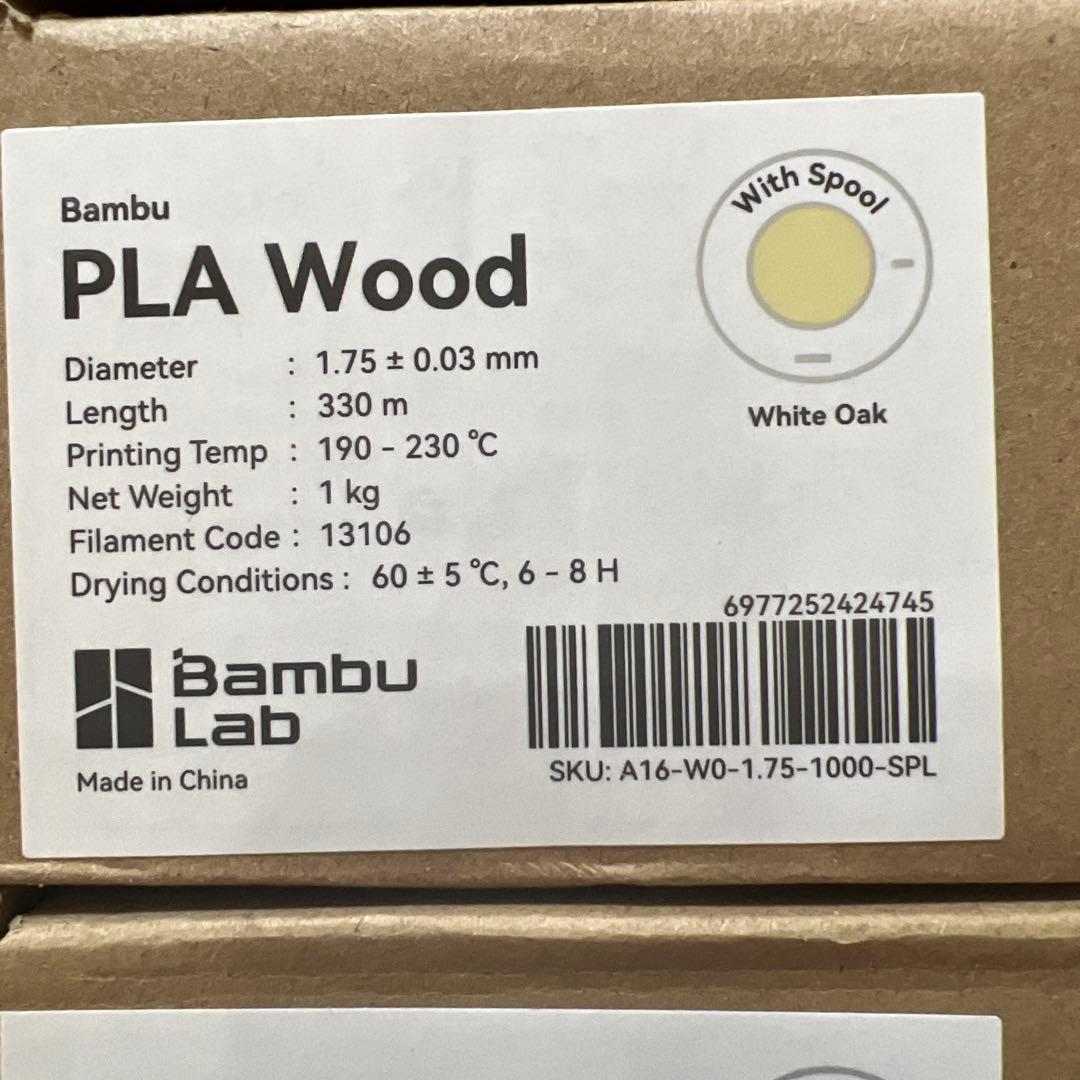 Bambu
PLA Wood
Diameter : 1.75 ± 0.03 mm
Length : 330 m
Printing Temp : 190 - 230 ℃
Net Weight : 1 kg
Filament Code : 13106
Drying Conditions : 60 ± 5 ℃, 6 - 8 H
With Spool
White Oak
Bambu
Lab
Made in China
6977252424745
SKU: A16-W0-1.75-1000-SPL